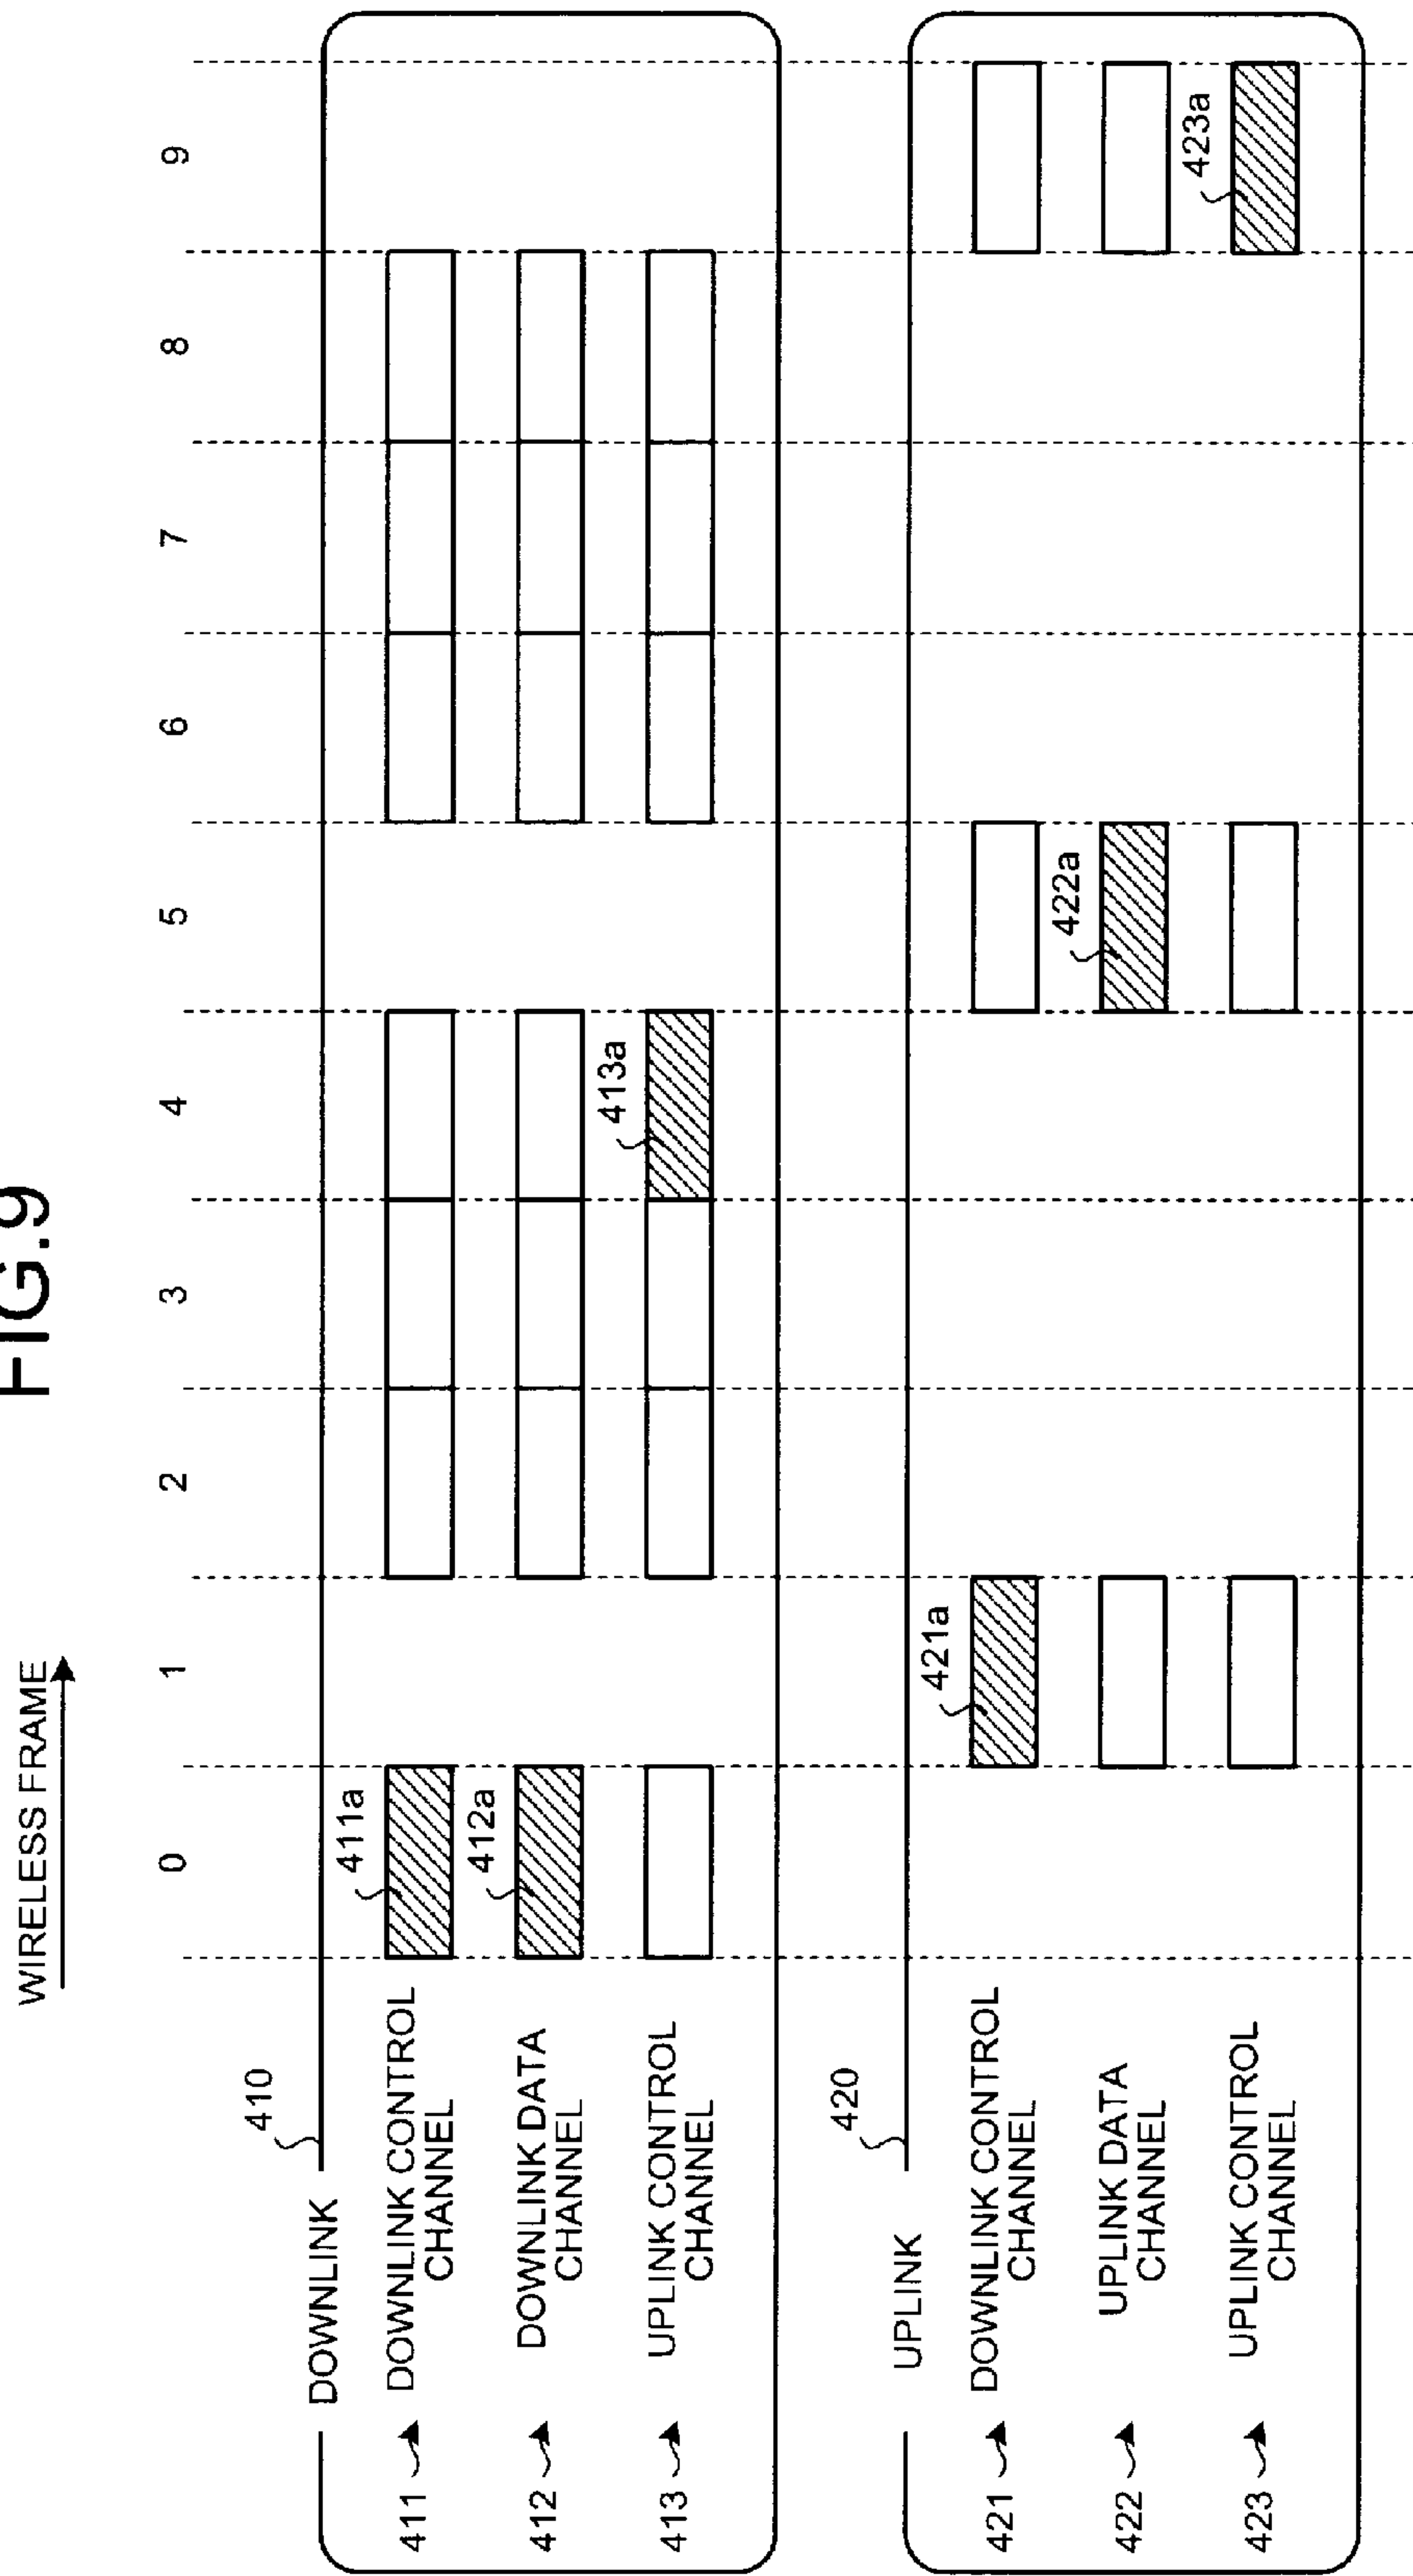 FIG.9
WIRELESS FRAME
0 1 2 3 4 5 6 7 8 9
410
DOWNLINK
411
DOWNLINK CONTROL
CHANNEL
411a
412
DOWNLINK DATA
CHANNEL
412a
413
UPLINK CONTROL
CHANNEL
413a
420
UPLINK
421
DOWNLINK CONTROL
CHANNEL
421a
422
UPLINK DATA
CHANNEL
422a
423
UPLINK CONTROL
CHANNEL
423a